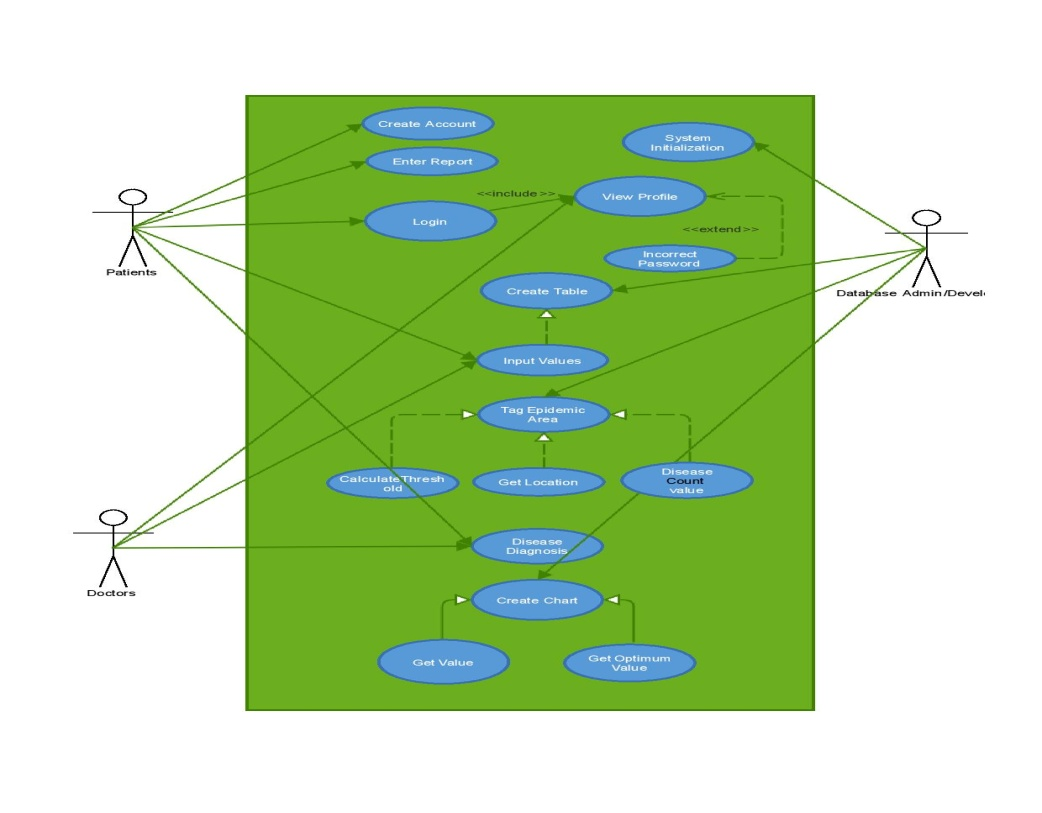 Create Account
System
Initialization
Enter Report
<<include>>
View Profile
Login
<<extend>>
Incorrect
Password
Patients
Create Table
Database Admin/Devel
Input Values
Tag Epidemic
Area
CalculateThresh
old
Get Location
Disease
Count
value
Disease
Diagnosis
Doctors
Create Chart
Get Value
Get Optimum
Value